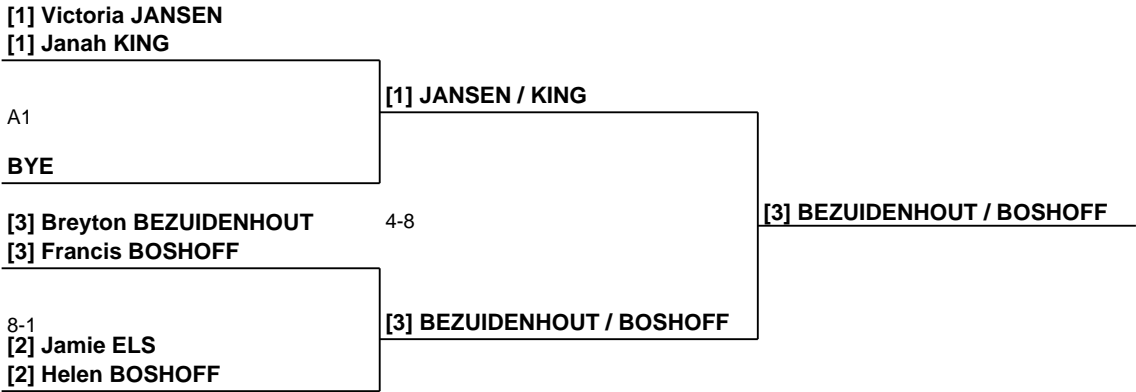 [1] Victoria JANSEN
[1] Janah KING
[1] JANSEN / KING
A1
BYE
[3] BEZUIDENHOUT / BOSHOFF
[3] Breyton BEZUIDENHOUT
4-8
[3] Francis BOSHOFF
[3] BEZUIDENHOUT / BOSHOFF
8-1
[2] Jamie ELS
[2] Helen BOSHOFF